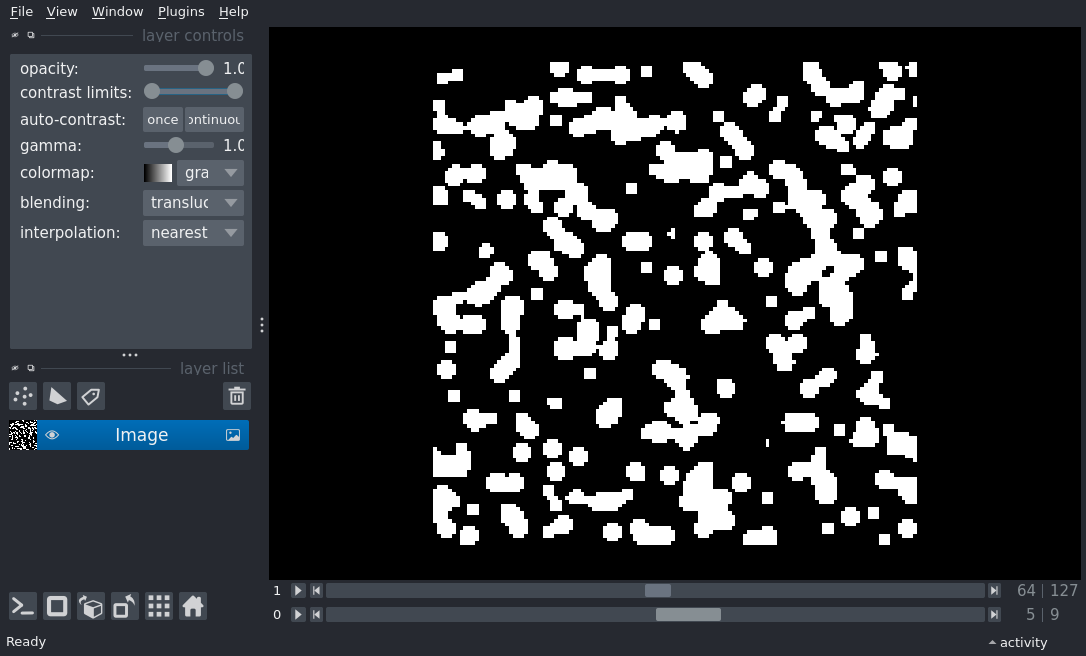 File View Window Plugins Help
layer controls
opacity: 1.0
contrast limits:
auto-contrast: once ontinuou
gamma: 1.0
colormap: gra
blending: transluc
interpolation: nearest
layer list
Image
1 64 | 127
0 5 | 9
Ready activity